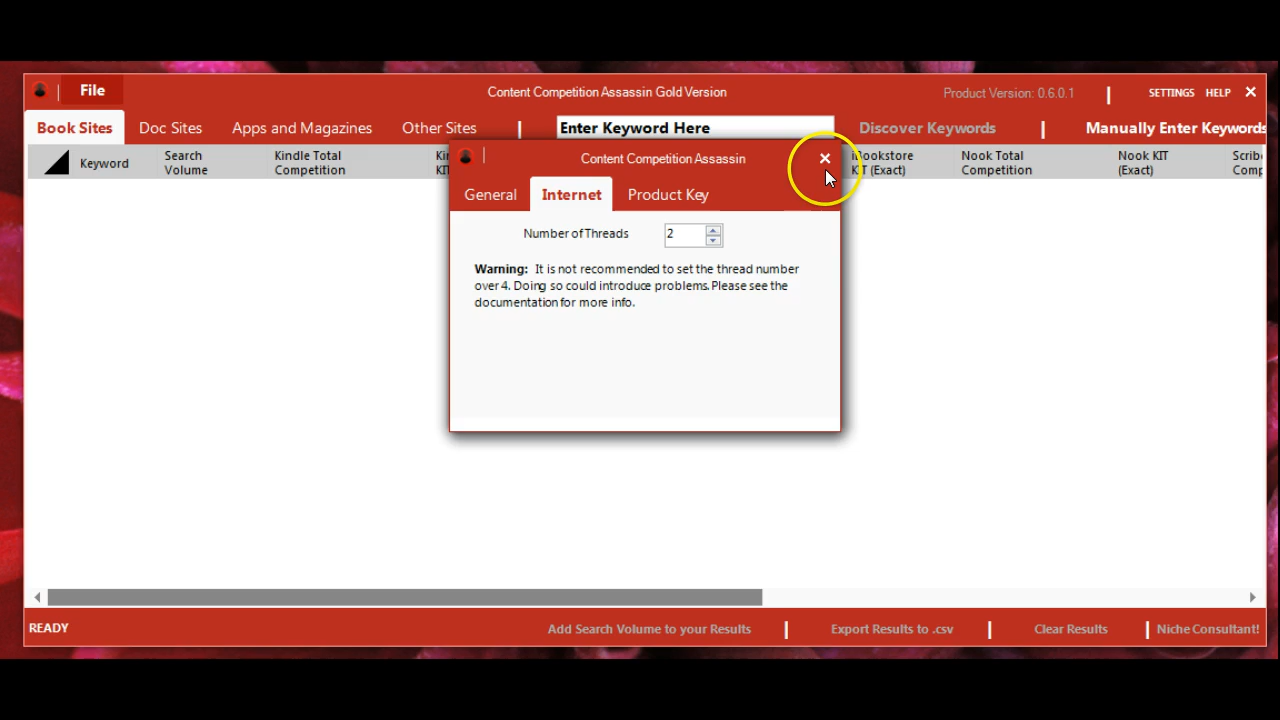 File
Content Competition Assassin Gold Version
Product Version: 0.6.0.1
|
SETTINGS HELP
Book Sites
Doc Sites
Apps and Magazines
Other Sites
|
Enter Keyword Here
Discover Keywords
|
Manually Enter Keywords
Keyword
Search
Volume
Kindle Total
Competition
Nook Total
Competition
Nook KIT
(Exact)
Content Competition Assassin
General
Internet
Product Key
Number of Threads
2
Warning: It is not recommended to set the thread number
over 4. Doing so could introduce problems. Please see the
documentation for more info.
READY
Add Search Volume to your Results
|
Export Results to .csv
|
Clear Results
|
Niche Consultant!